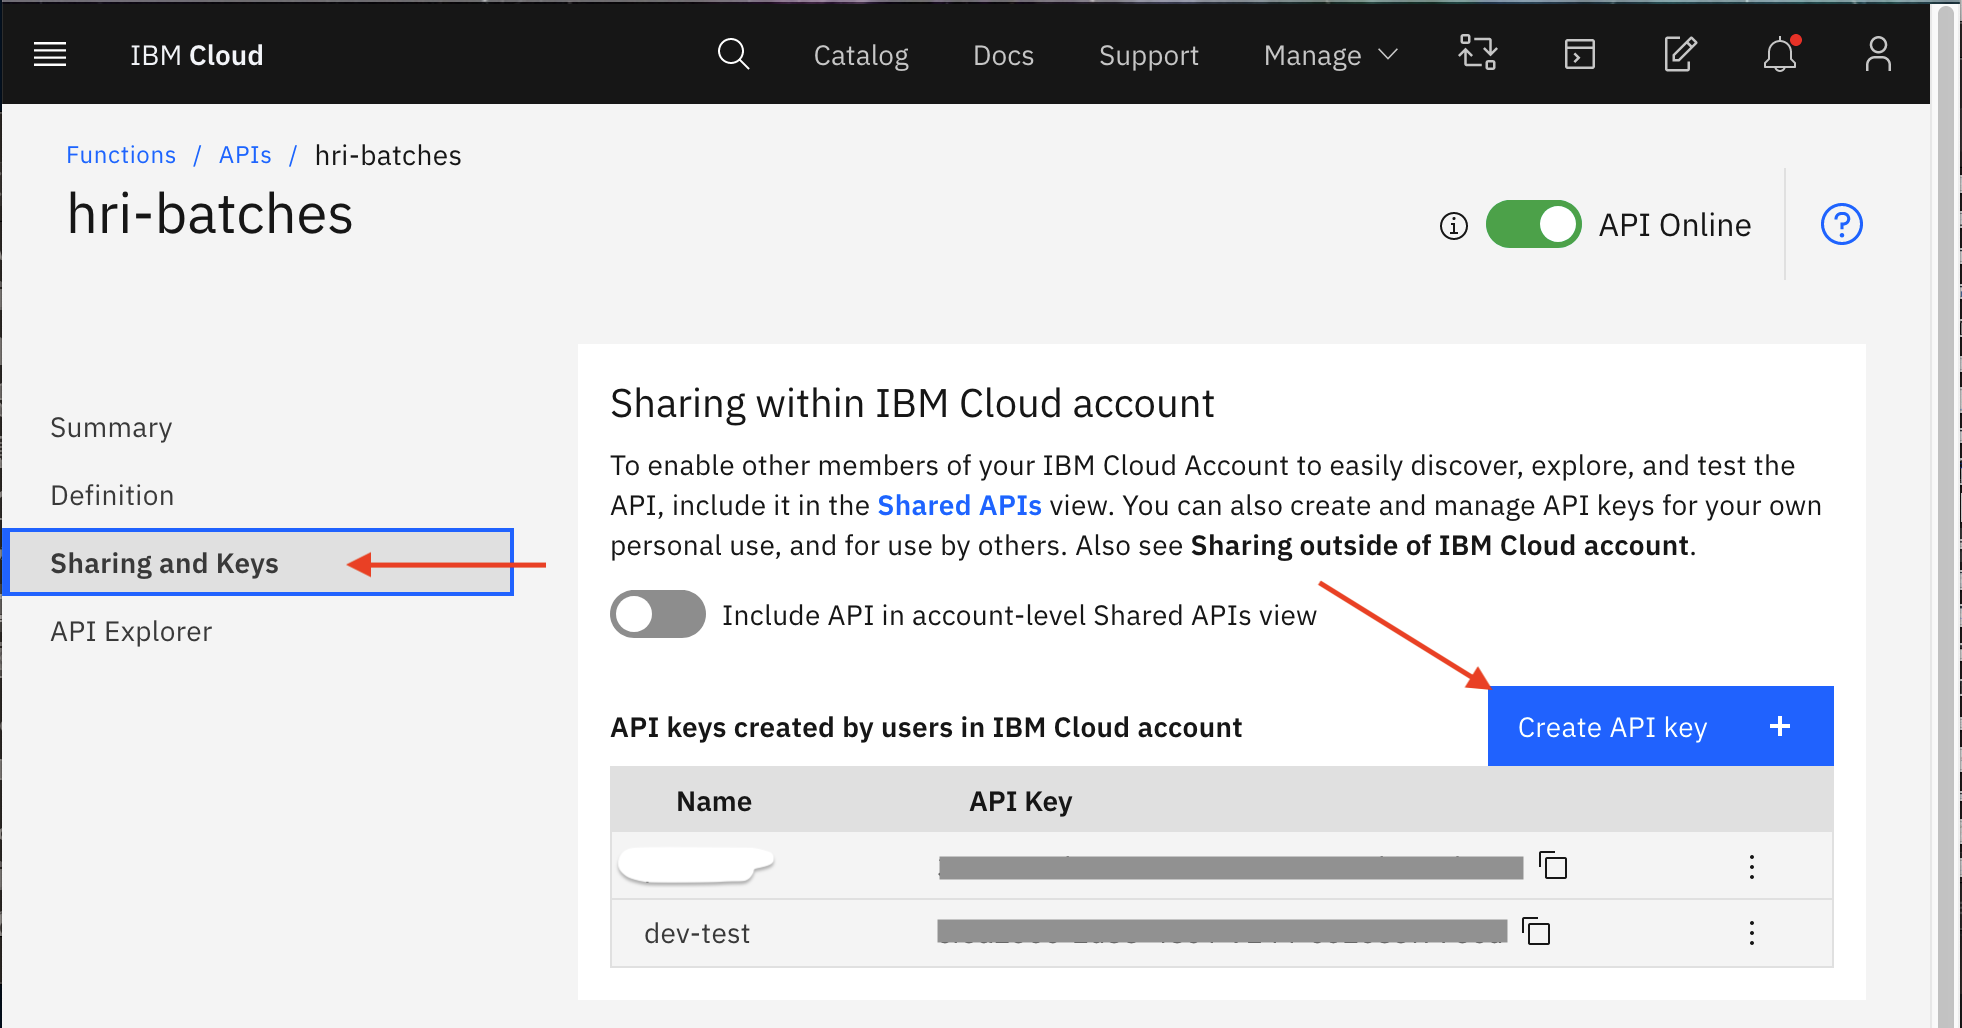 IBM Cloud Catalog Docs Support Manage
Functions / APIs / hri-batches
hri-batches
API Online
Summary
Definition
Sharing and Keys
API Explorer
Sharing within IBM Cloud account
To enable other members of your IBM Cloud Account to easily discover, explore, and test the
API, include it in the Shared APIs view. You can also create and manage API keys for your own
personal use, and for use by others. Also see Sharing outside of IBM Cloud account.
Include API in account-level Shared APIs view
API keys created by users in IBM Cloud account
Create API key +
Name API Key
dev-test